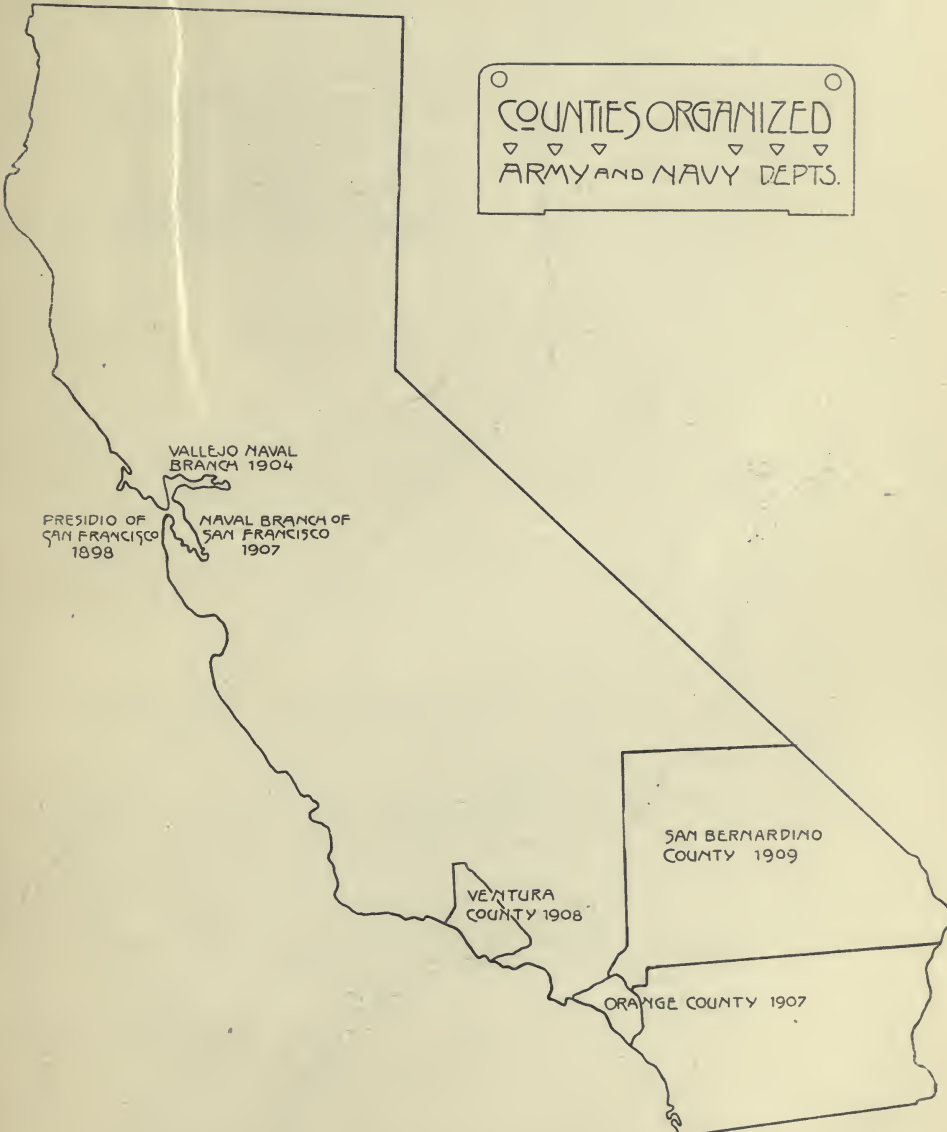 COUNTIES ORGANIZED
ARMY AND NAVY DEPTS.
VALLEJO NAVAL
BRANCH 1904
PRESIDIO OF
SAN FRANCISCO
1898
NAVAL BRANCH OF
SAN FRANCISCO
1907
SAN BERNARDINO
COUNTY 1909
VENTURA
COUNTY 1908
ORANGE COUNTY 1907